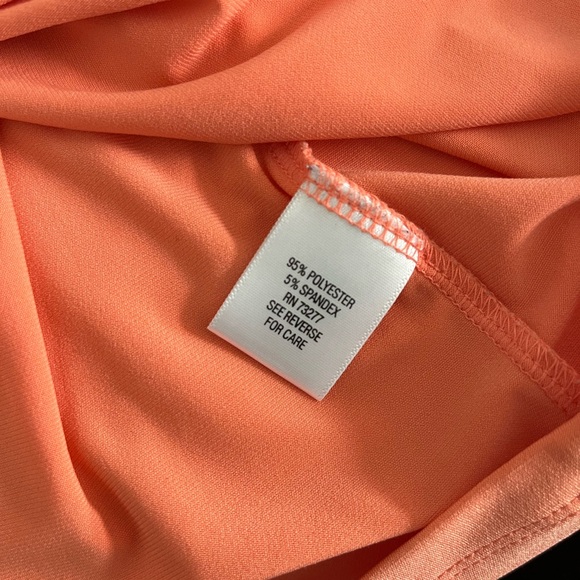 95% POLYESTER
5% SPANDEX
RN 73277
SEE REVERSE
FOR CARE